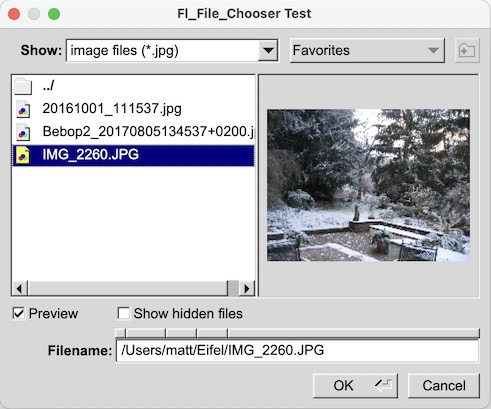 Fl_File_Chooser Test
Show: image files (*.jpg) Favorites
../
20161001_111537.jpg
Bebop2_20170805134537+0200.j
IMG_2260.JPG
Preview Show hidden files
Filename: /Users/matt/Eifel/IMG_2260.JPG
OK Cancel